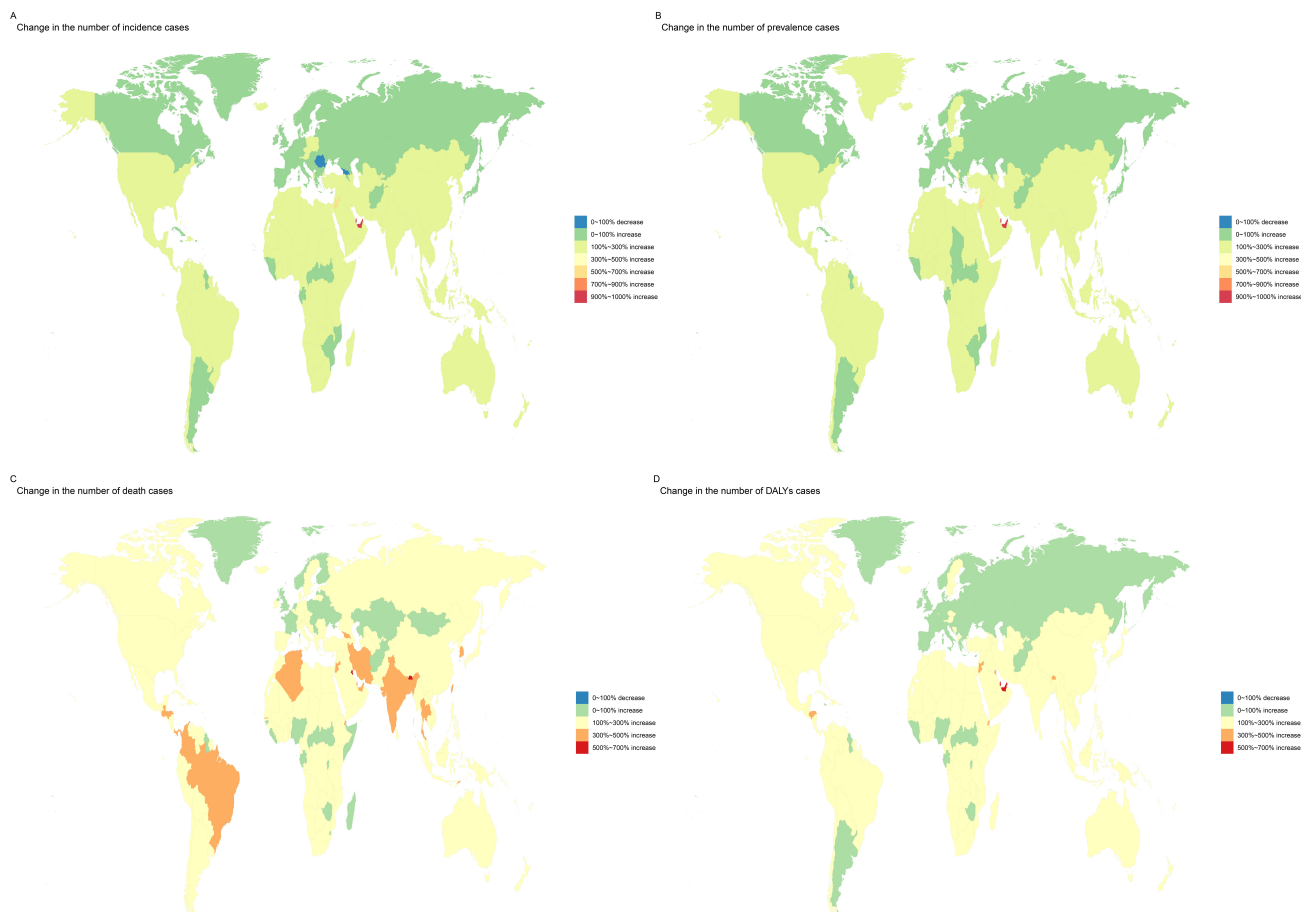 A
Change in the number of incidence cases
0~100% decrease
0~100% increase
100%~300% increase
300%~500% increase
500%~700% increase
700%~900% increase
900%~1000% increase
B
Change in the number of prevalence cases
0~100% decrease
0~100% increase
100%~300% increase
300%~500% increase
500%~700% increase
700%~900% increase
900%~1000% increase
C
Change in the number of death cases
0~100% decrease
0~100% increase
100%~300% increase
300%~500% increase
500%~700% increase
D
Change in the number of DALYs cases
0~100% decrease
0~100% increase
100%~300% increase
300%~500% increase
500%~700% increase